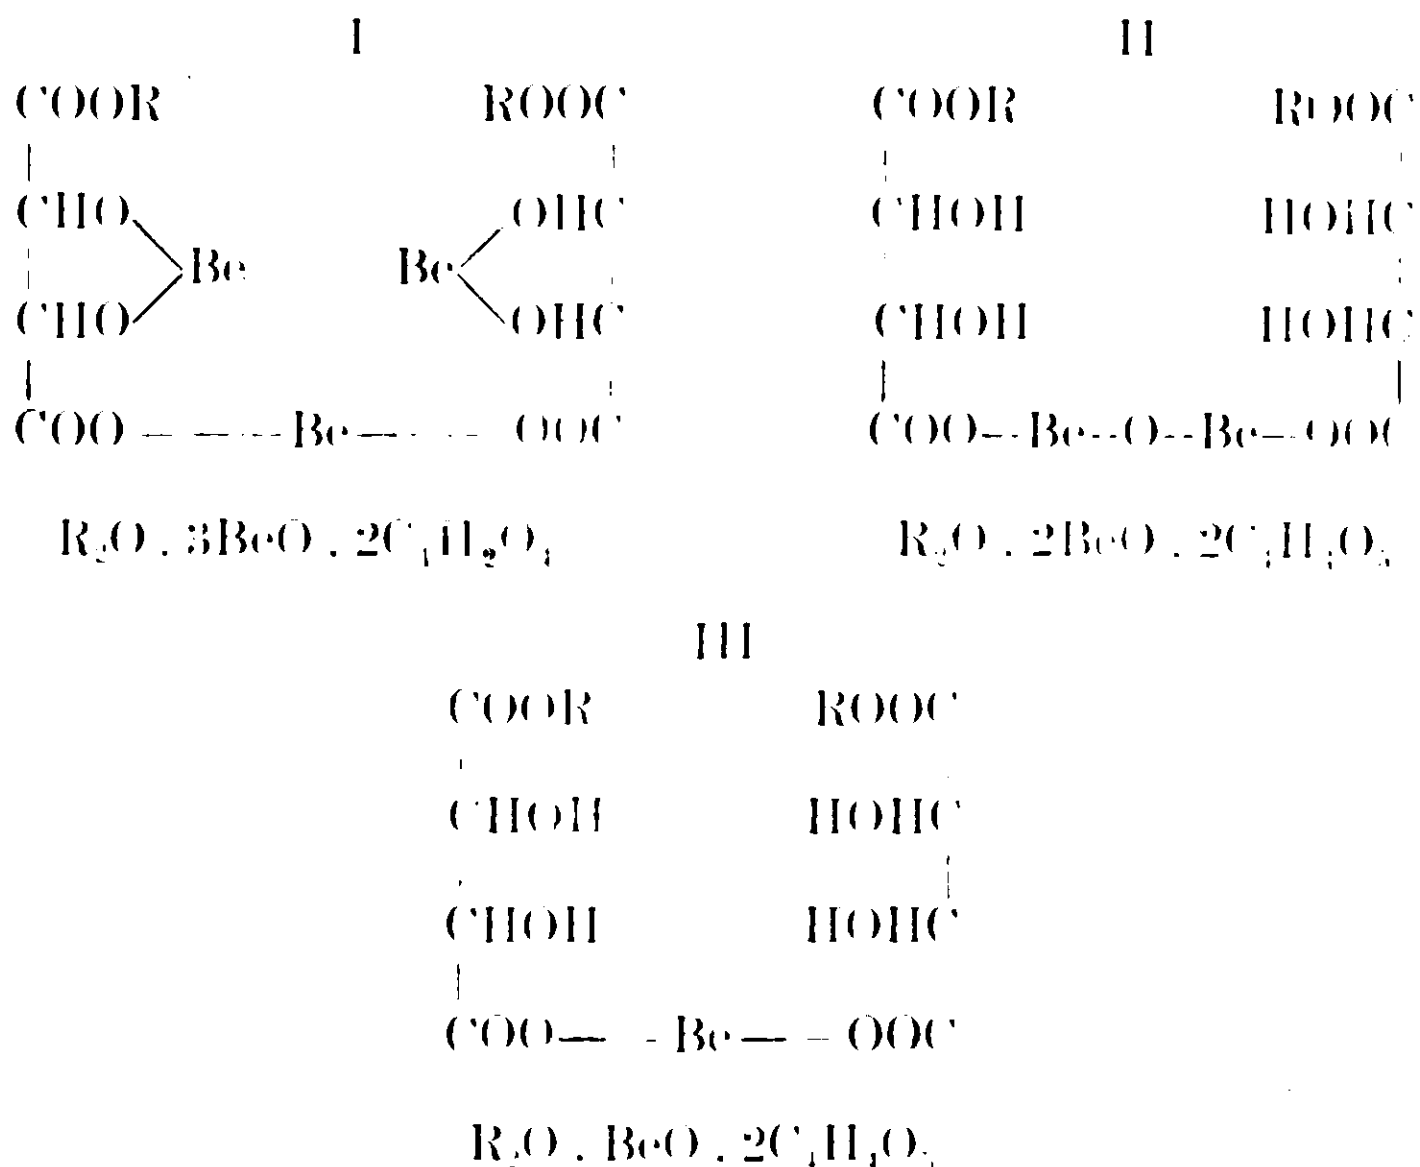 I II
COOR ROOC COOR ROOC
CHO OHC CHOH HOHC
Be Be
CHO OHC CHOH HOHC
COO — Be — OOC COO—Be—O—Be—OOC
R₂O . 3BeO . 2C₄H₂O₄ R₂O . 2BeO . 2C₄H₄O₅
III
COOR ROOC
CHOH HOHC
CHOH HOHC
COO — Be — OOC
R₂O . BeO . 2C₄H₄O₅